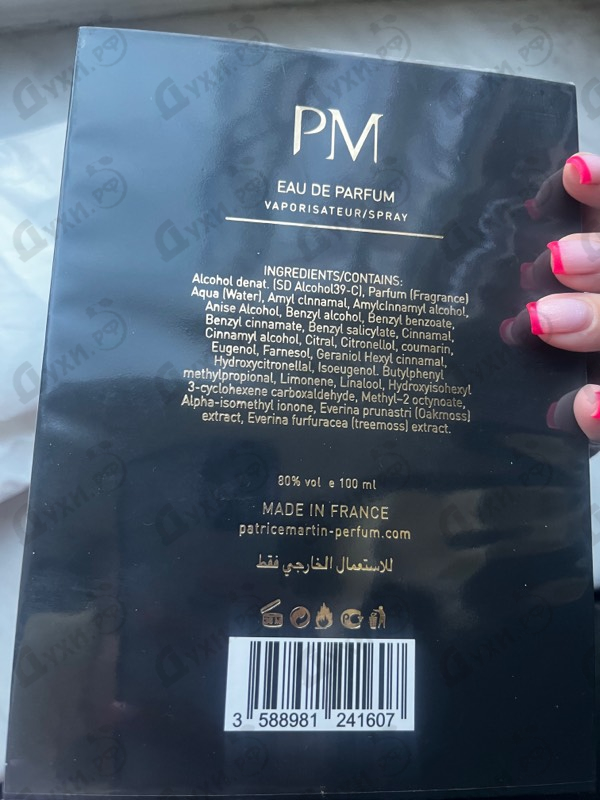 PM
EAU DE PARFUM
VAPORISATEUR/SPRAY
INGREDIENTS/CONTAINS:
Alcohol denat. (SD Alcohol39-C), Parfum (Fragrance)
Aqua (Water), Amyl cInnamal, AmylcInnamyl alcohol,
Anise Alcohol, Benzyl alcohol, Benzyl benzoate,
Benzyl cinnamate, Benzyl salicylate, Cinnamal,
Cinnamyl alcohol, Citral, Citronellol, coumarin,
Eugenol, Farnesol, Geraniol Hexyl cinnamal,
Hydroxycitronellal, Isoeugenol. Butylphenyl
methylpropional, Limonene, Linalool, Hydroxyisohexyl
3-cyclohexene carboxaldehyde, Methyl-2 octynoate,
Alpha-isomethyl ionone, Everina prunastri (Oakmoss)
extract, Everina furfuracea (treemoss) extract.
80% vol e 100 ml
MADE IN FRANCE
patricemartin-perfum.com
للاستعمال الخارجي فقط
3 588981 241607
Духи.рф